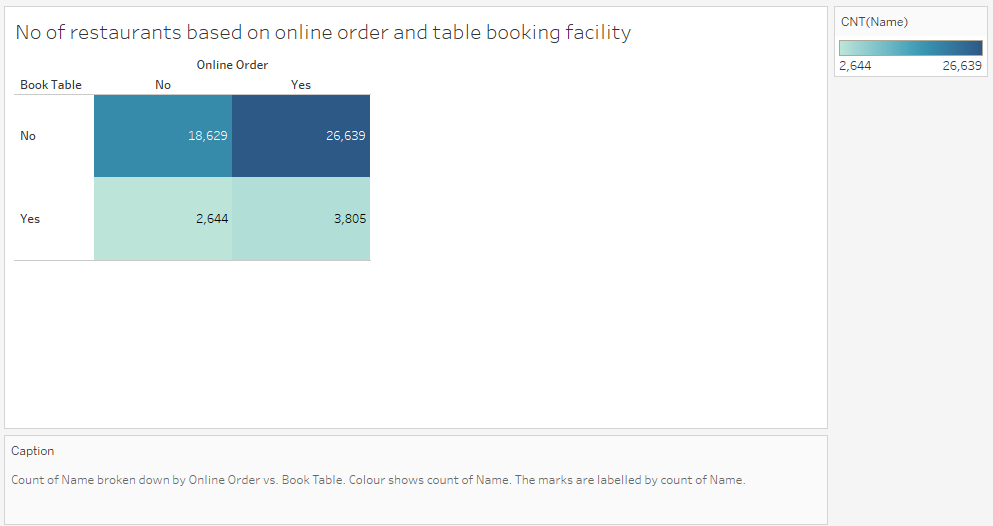 No of restaurants based on online order and table booking facility
CNT(Name)
2,644 26,639
Online Order
Book Table No Yes
No 18,629 26,639
Yes 2,644 3,805
Caption
Count of Name broken down by Online Order vs. Book Table. Colour shows count of Name. The marks are labelled by count of Name.